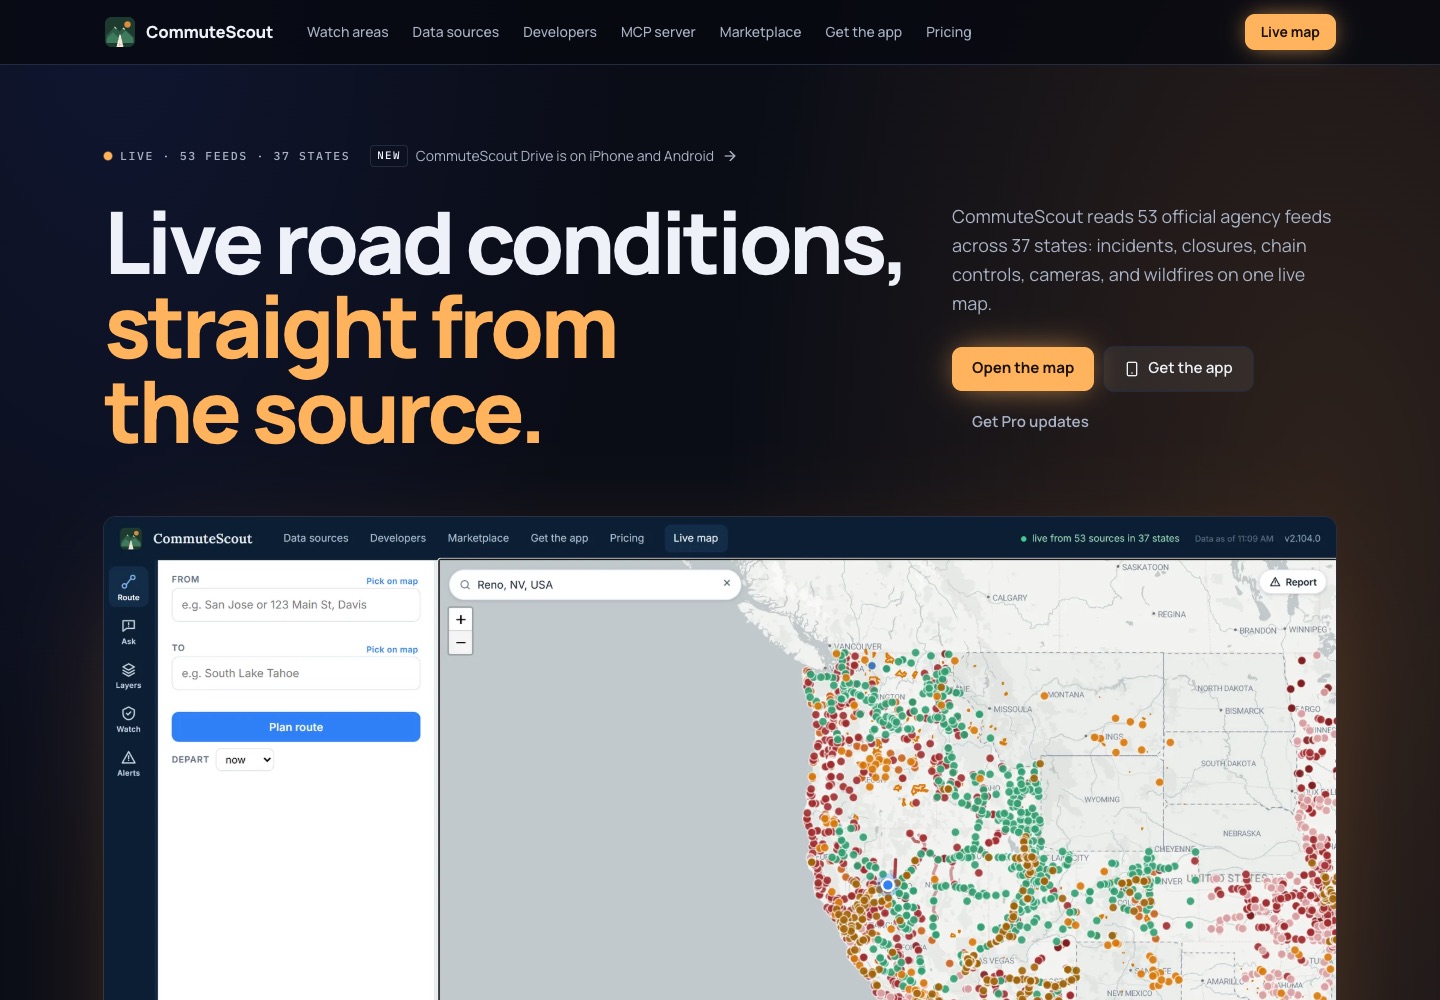 CommuteScout
Watch areas
Data sources
Developers
MCP server
Marketplace
Get the app
Pricing
Live map
LIVE · 53 FEEDS · 37 STATES
NEW
CommuteScout Drive is on iPhone and Android →
Live road conditions,
straight from
the source.
CommuteScout reads 53 official agency feeds
across 37 states: incidents, closures, chain
controls, cameras, and wildfires on one live
map.
Open the map
Get the app
Get Pro updates
CommuteScout
Data sources
Developers
Marketplace
Get the app
Pricing
Live map
live from 53 sources in 37 states
Data as of 11:09 AM
v2.104.0
Route
Ask
Layers
Watch
Alerts
FROM
Pick on map
e.g. San Jose or 123 Main St, Davis
TO
Pick on map
e.g. South Lake Tahoe
Plan route
DEPART
now
Reno, NV, USA
×
+
−
Report
SASKATOON
CALGARY
REGINA
BRANDON
WINNIPEG
VANCOUVER
MONTANA
MISSOULA
NORTH DAKOTA
BISMARCK
SOUTH DAKOTA
WYOMING
NEBRASKA
CHEYENNE
UNITED STATES
NEW MEXICO